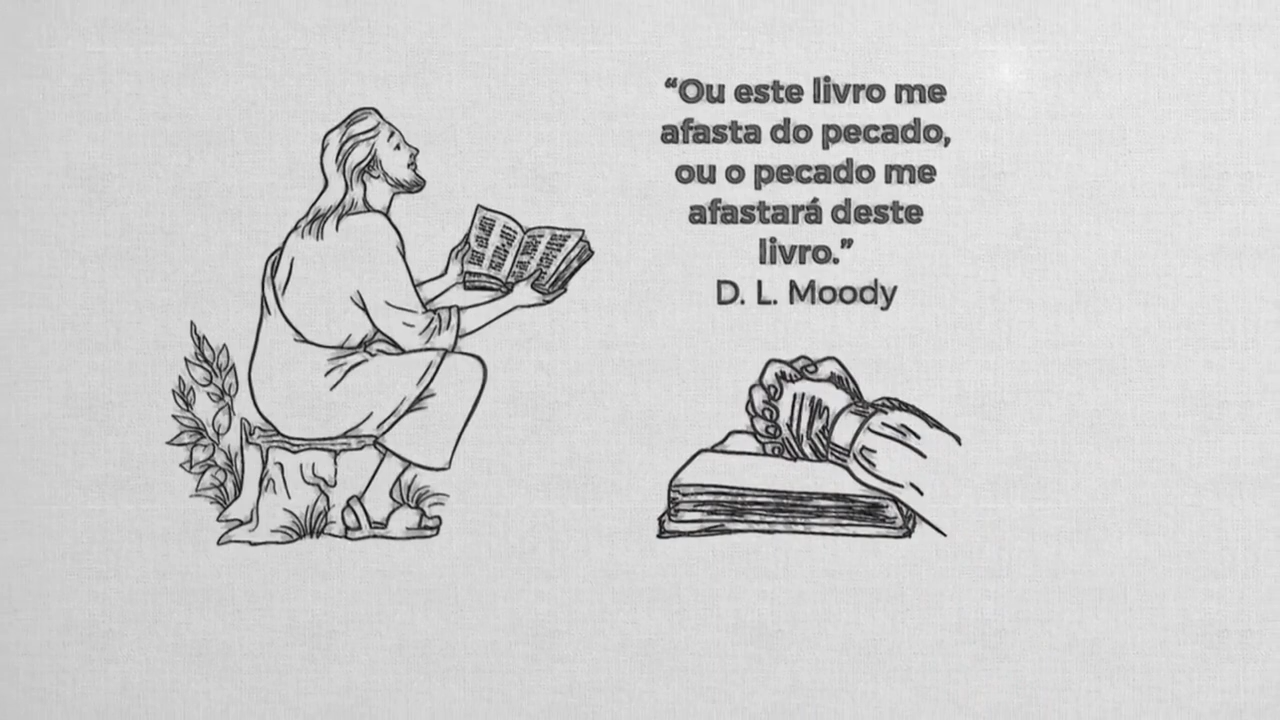 “Ou este livro me
afasta do pecado,
ou o pecado me
afastará deste
livro.”
D. L. Moody